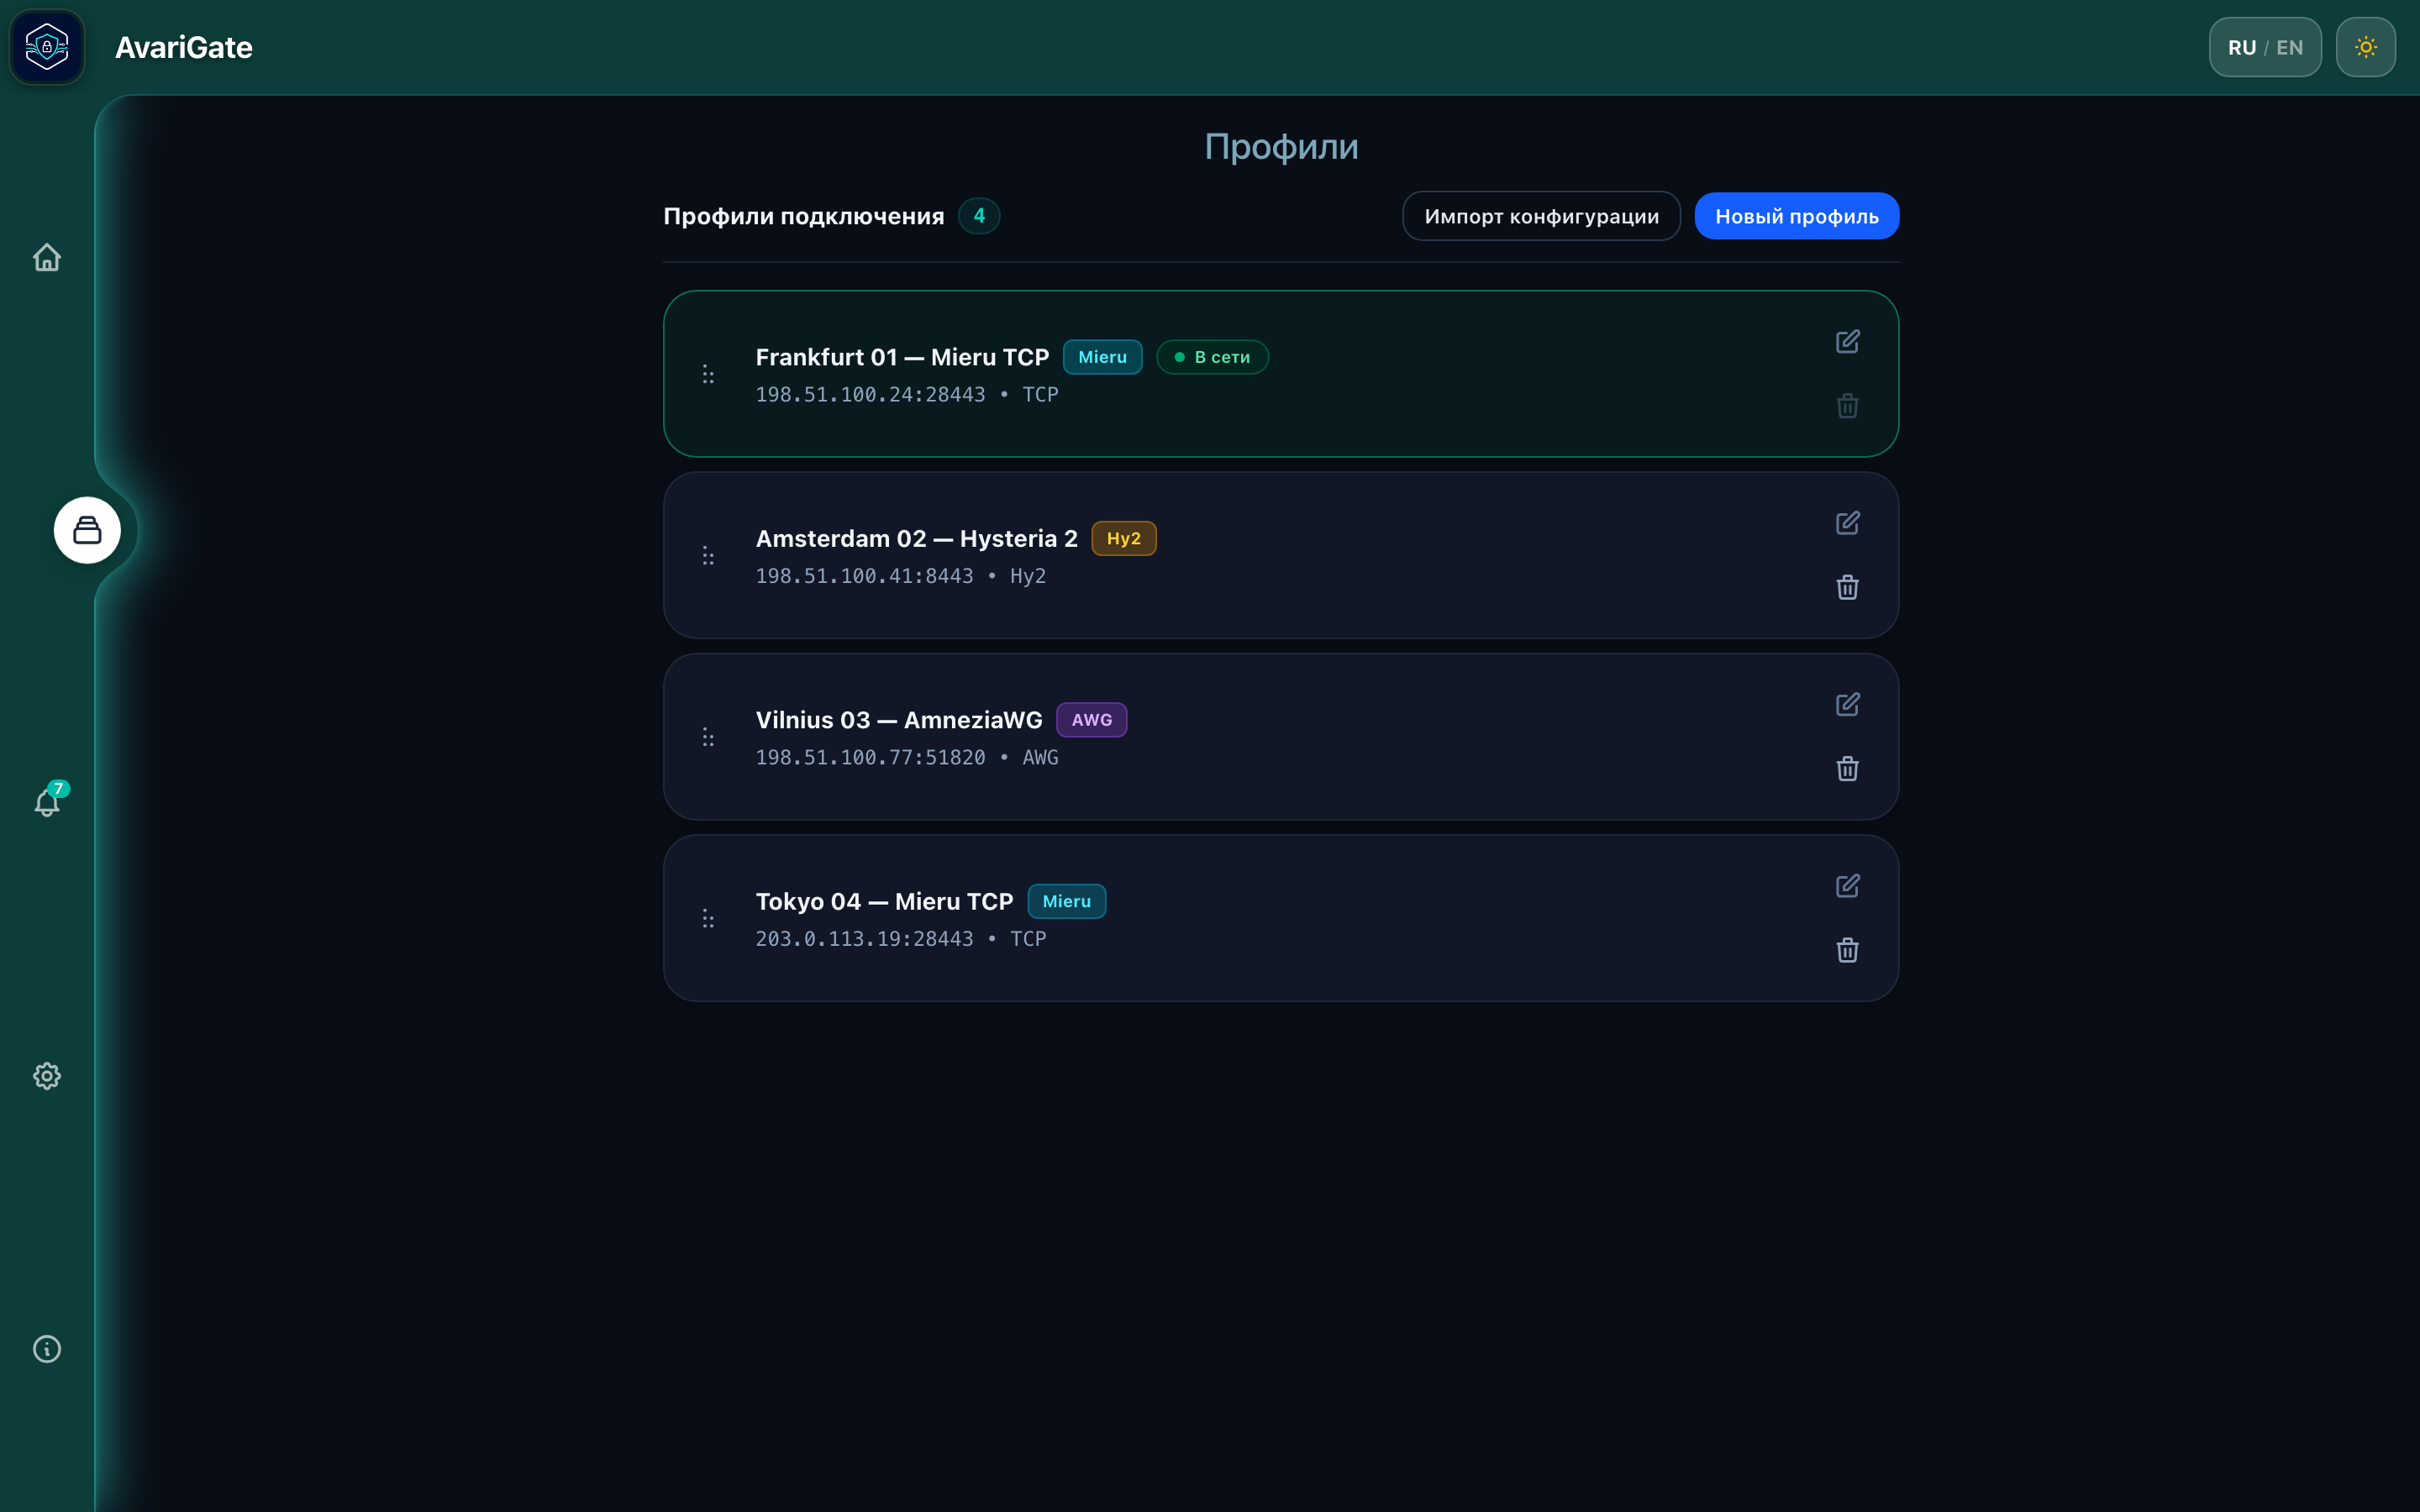 AvariGate
RU / EN
Профили
Профили подключения 4
Импорт конфигурации
Новый профиль
Frankfurt 01 — Mieru TCP Mieru В сети
198.51.100.24:28443 • TCP
Amsterdam 02 — Hysteria 2 Hy2
198.51.100.41:8443 • Hy2
Vilnius 03 — AmneziaWG AWG
198.51.100.77:51820 • AWG
7
Tokyo 04 — Mieru TCP Mieru
203.0.113.19:28443 • TCP